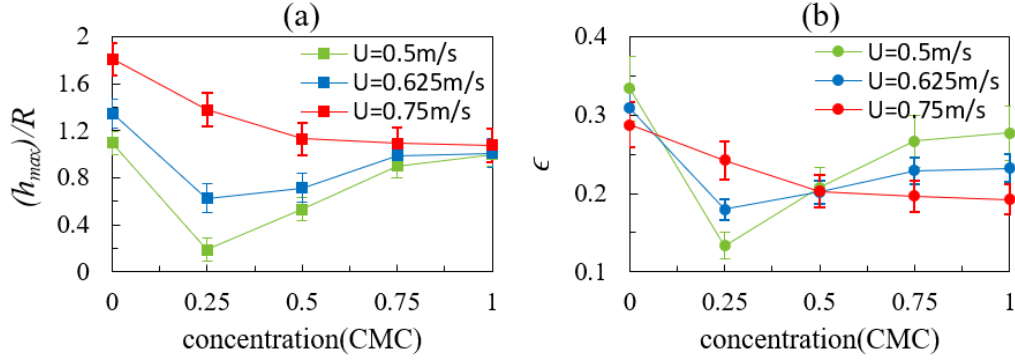 (a)
(h_max)/R
2
1.6
1.2
0.8
0.4
0
U=0.5m/s
U=0.625m/s
U=0.75m/s
0 0.25 0.5 0.75 1
concentration(CMC)
(b)
ϵ
0.4
0.3
0.2
0.1
U=0.5m/s
U=0.625m/s
U=0.75m/s
0 0.25 0.5 0.75 1
concentration(CMC)